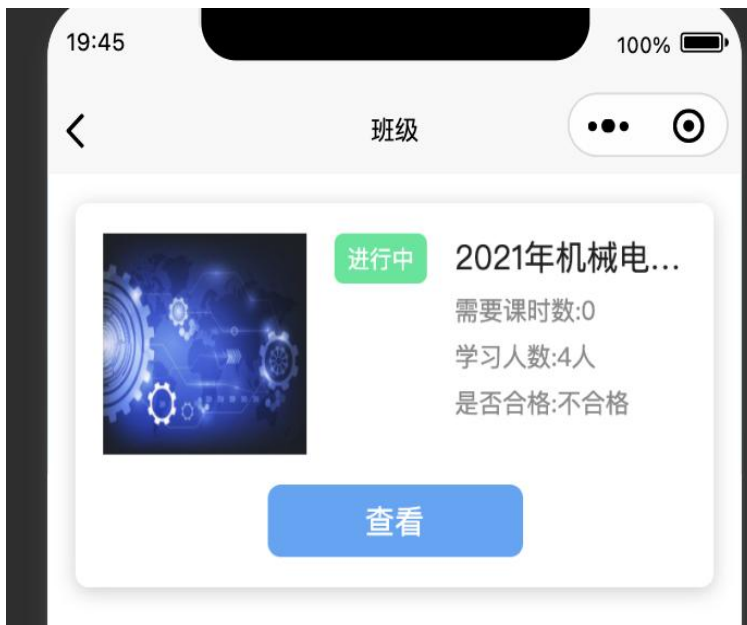 19:45 100%
班级
进行中 2021年机械电...
需要课时数:0
学习人数:4人
是否合格:不合格
查看